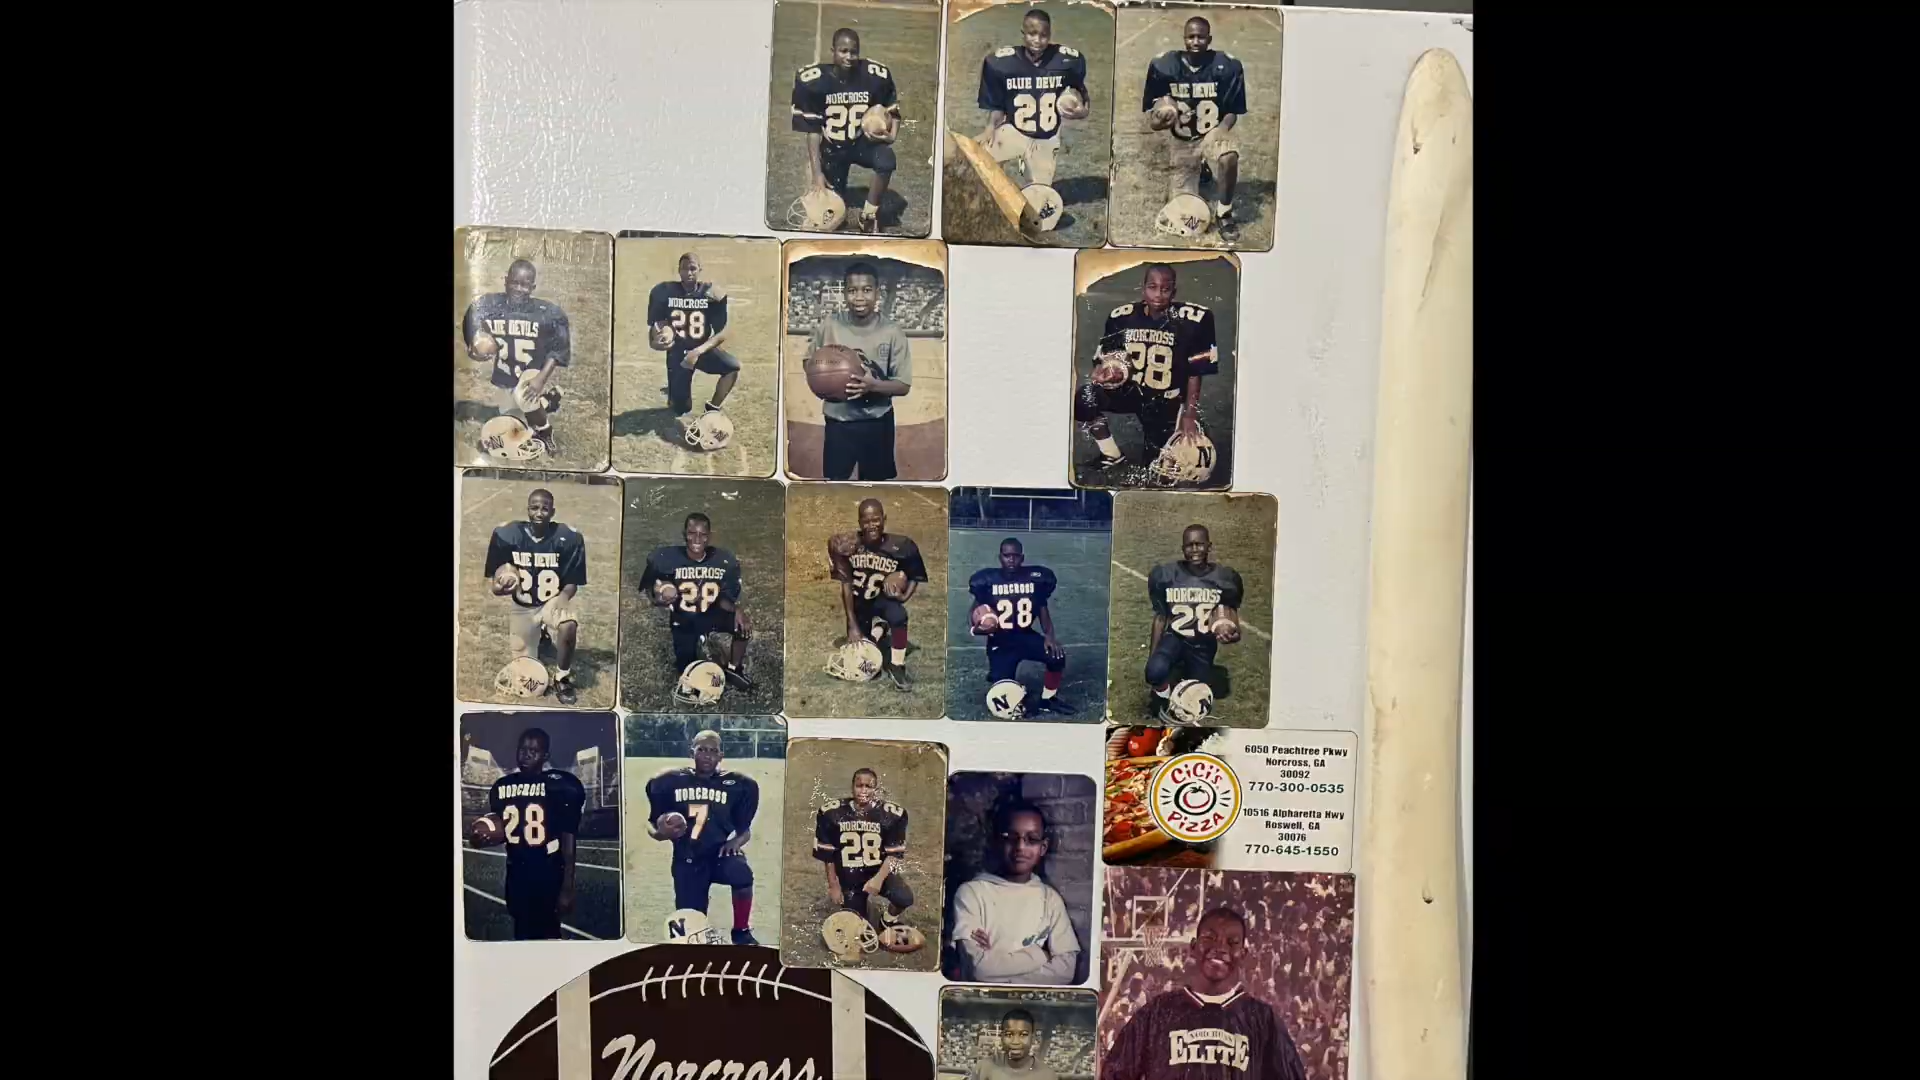 NORCROSS
28
BLUE DEVIL
28
BLUE DEVIL
28
BLUE DEVILS
25
NORCROSS
28
NORCROSS
28
N
BLUE DEVIL
28
NORCROSS
28
NORCROSS
28
NORCROSS
28
N
NORCROSS
28
N
NORCROSS
28
NORCROSS
7
N
NORCROSS
28
N
CiCi's
Pizza
6050 Peachtree Pkwy
Norcross, GA
30092
770-300-0535
10516 Alpharetta Hwy
Roswell, GA
30076
770-645-1550
Norcross
ELITE